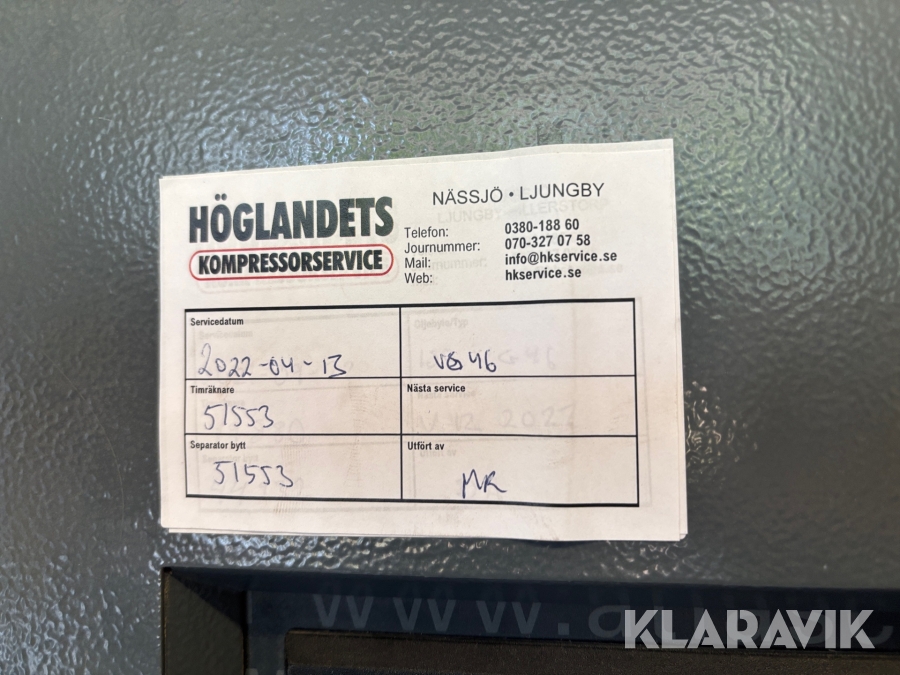 HÖGLANDETS
KOMPRESSORSERVICE
NÄSSJÖ • LJUNGBY
Telefon: 0380-188 60
Journummer: 070-327 07 58
Mail: info@hkservice.se
Web: hkservice.se
Servicedatum
2022-04-13
VG46
Timräknare
51553
Nästa service
Separator bytt
51553
Utfört av
MR
www.
KLARAVIK